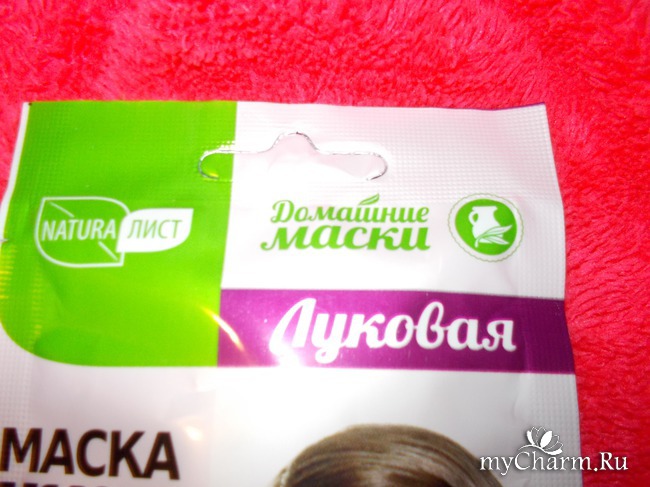 NATURA ЛИСТ
Домашние
маски
Луковая
МАСКА
myCharm.Ru